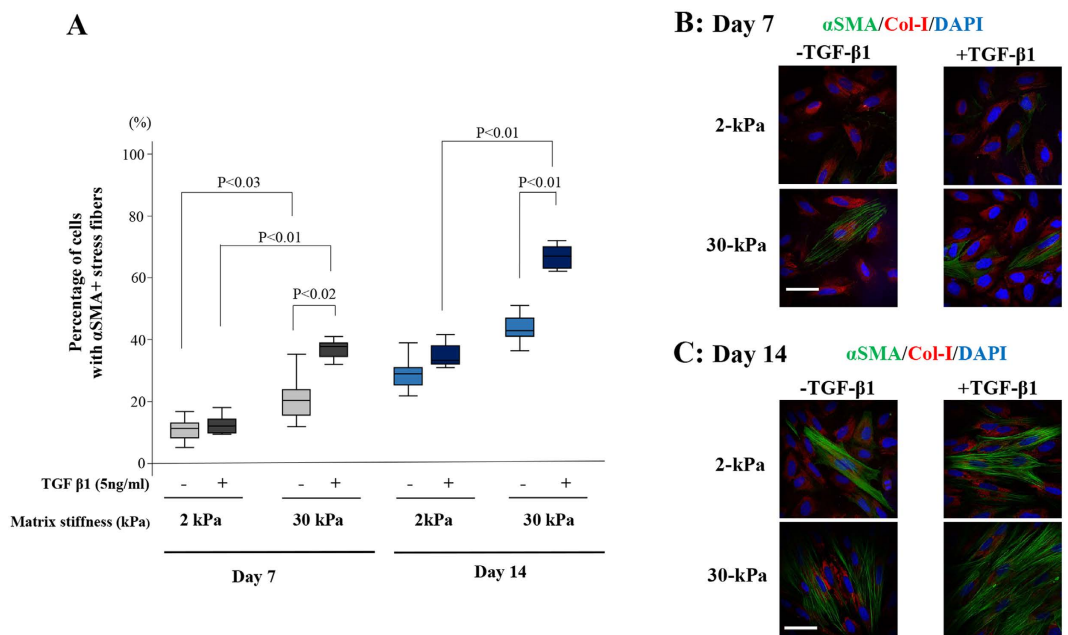 A
(%)
100
80
60
40
20
0
Percentage of cells
with αSMA+ stress fibers
P<0.03
P<0.01
P<0.02
P<0.01
P<0.01
TGF β1 (5ng/ml) - + - + - + - +
Matrix stiffness (kPa) 2 kPa 30 kPa 2kPa 30 kPa
Day 7 Day 14
B: Day 7 αSMA/Col-I/DAPI
-TGF-β1 +TGF-β1
2-kPa
30-kPa
C: Day 14 αSMA/Col-I/DAPI
-TGF-β1 +TGF-β1
2-kPa
30-kPa